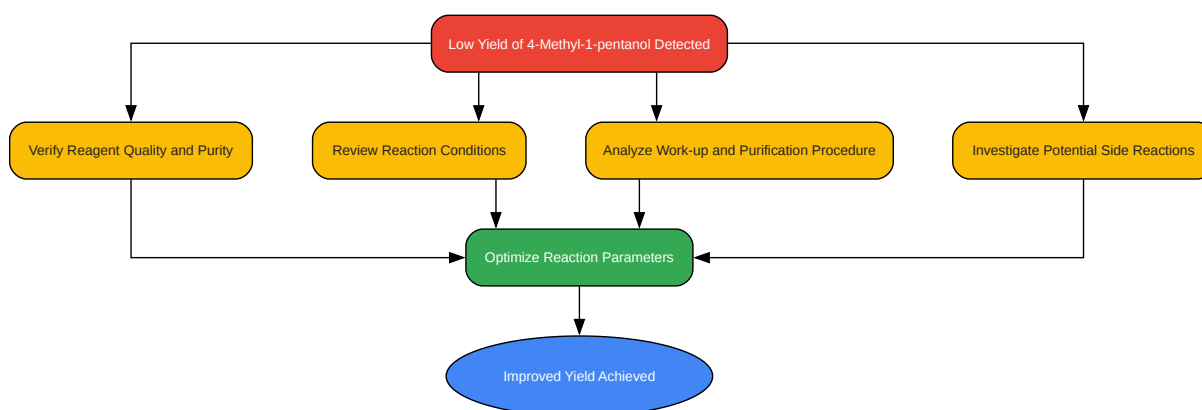 Low Yield of 4-Methyl-1-pentanol Detected
Verify Reagent Quality and Purity
Review Reaction Conditions
Analyze Work-up and Purification Procedure
Investigate Potential Side Reactions
Optimize Reaction Parameters
Improved Yield Achieved